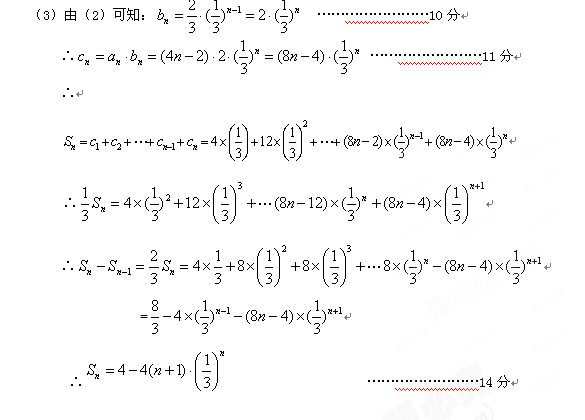 （3）由（2）可知：b_n = 2/3 · (1/3)^{n-1} = 2 · (1/3)^n ……………………10 分
∴ c_n = a_n · b_n = (4n-2) · 2 · (1/3)^n = (8n-4) · (1/3)^n ……………………11 分
∴
S_n = c_1 + c_2 + ⋯ + c_{n-1} + c_n = 4×(1/3) + 12×(1/3)^2 + ⋯ + (8n-2)×(1/3)^{n-1} + (8n-4)×(1/3)^n
∴ 1/3 S_n = 4×(1/3)^2 + 12×(1/3)^3 + ⋯ (8n-12)×(1/3)^n + (8n-4)×(1/3)^{n+1}
∴ S_n - S_{n-1} = 2/3 S_n = 4×1/3 + 8×(1/3)^2 + 8×(1/3)^3 + ⋯ 8×(1/3)^n - (8n-4)×(1/3)^{n+1}
= 8/3 - 4×(1/3)^{n-1} - (8n-4)×(1/3)^{n+1}
∴ S_n = 4 - 4(n+1) · (1/3)^n ……………………14 分